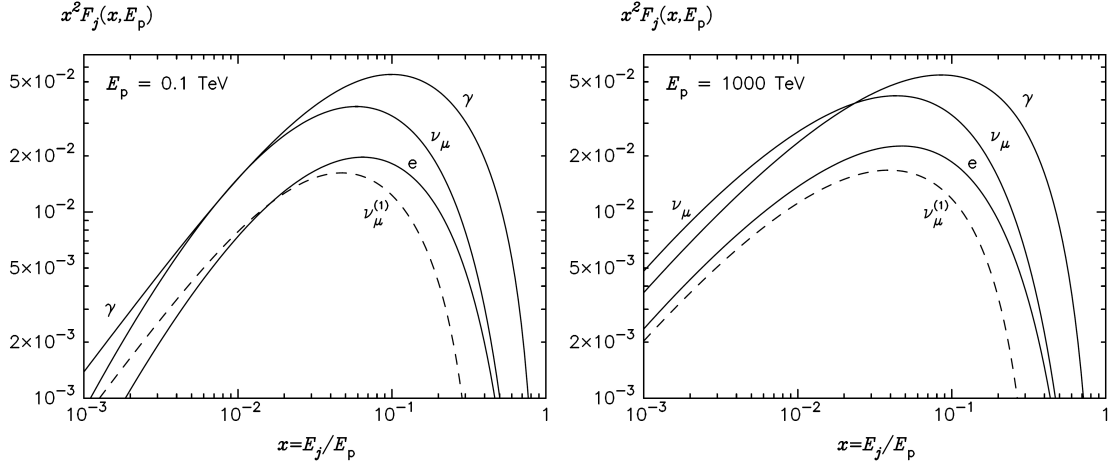 x²F_j(x,E_p)
E_p = 0.1 TeV
γ
ν_μ
e
ν_μ^(1)
γ
5×10⁻²
2×10⁻²
10⁻²
5×10⁻³
2×10⁻³
10⁻³
10⁻³ 10⁻² 10⁻¹ 1
x=E_j/E_p
x²F_j(x,E_p)
E_p = 1000 TeV
γ
ν_μ
e
ν_μ
ν_μ^(1)
5×10⁻²
2×10⁻²
10⁻²
5×10⁻³
2×10⁻³
10⁻³
10⁻³ 10⁻² 10⁻¹ 1
x=E_j/E_p